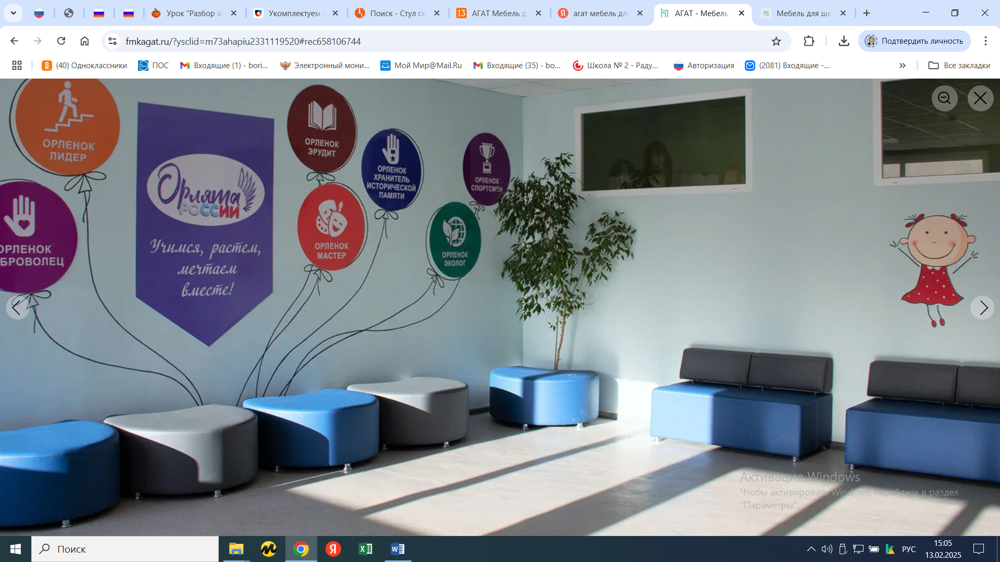 Урок "Разбор а
Укомплектуем в
Поиск - Стул ск
13
АГАТ Мебель д
Я
агат мебель для
АГАТ - Мебель
Мебель для шк
fmkagat.ru/?ysclid=m73ahapiu2331119520#rec658106744
Подтвердить личность
(40) Одноклассники
ПОС
Входящие (1) - bori...
Электронный мони...
Мой Мир@Mail.Ru
Входящие (35) - bo...
Школа № 2 - Раду...
Авторизация
(2081) Входящие -...
»
Все закладки
ОРЛЕНОК
ЛИДЕР
ОРЛЕНОК
БРОВОЛЕЦ
Орлята
РОССИИ
Учимся, растем,
мечтаем
вместе!
ОРЛЕНОК
ЭРУДИТ
ОРЛЕНОК
МАСТЕР
ОРЛЕНОК
ХРАНИТЕЛЬ
ИСТОРИЧЕСКОЙ
ПАМЯТИ
ОРЛЕНОК
СПОРТСМЕН
ОРЛЕНОК
ЭКОЛОГ
Активация Windows
Чтобы активировать Windows, перейдите в раздел
"Параметры".
Поиск
Я
РУС
15:05
13.02.2025